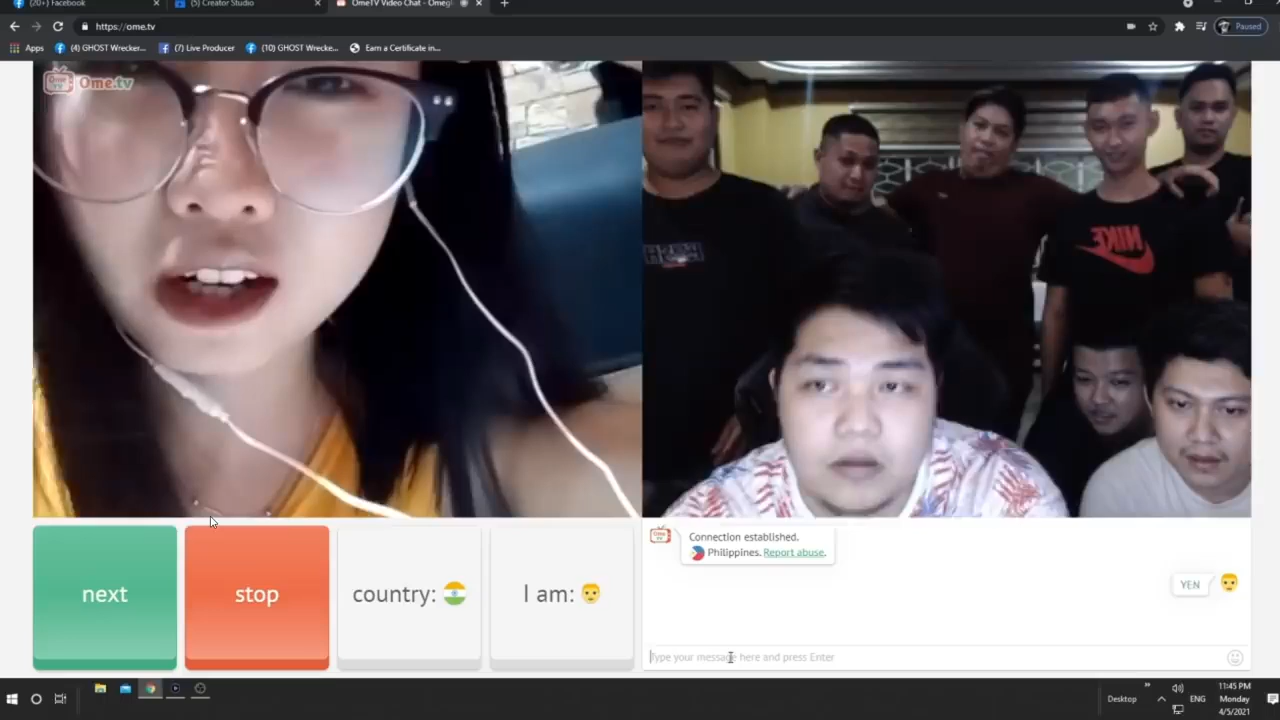 (20+) Facebook
(5) Creator Studio
OmeTV Video Chat - Omegl
https://ome.tv
Paused
Apps
(4) GHOST Wrecker...
(7) Live Producer
(10) GHOST Wrecke...
Earn a Certificate in...
Ome.tv
NIKE
Connection established.
Philippines. Report abuse.
YEN
next
stop
country:
I am:
Type your message here and press Enter
Desktop
ENG
11:45 PM
Monday
4/5/2021